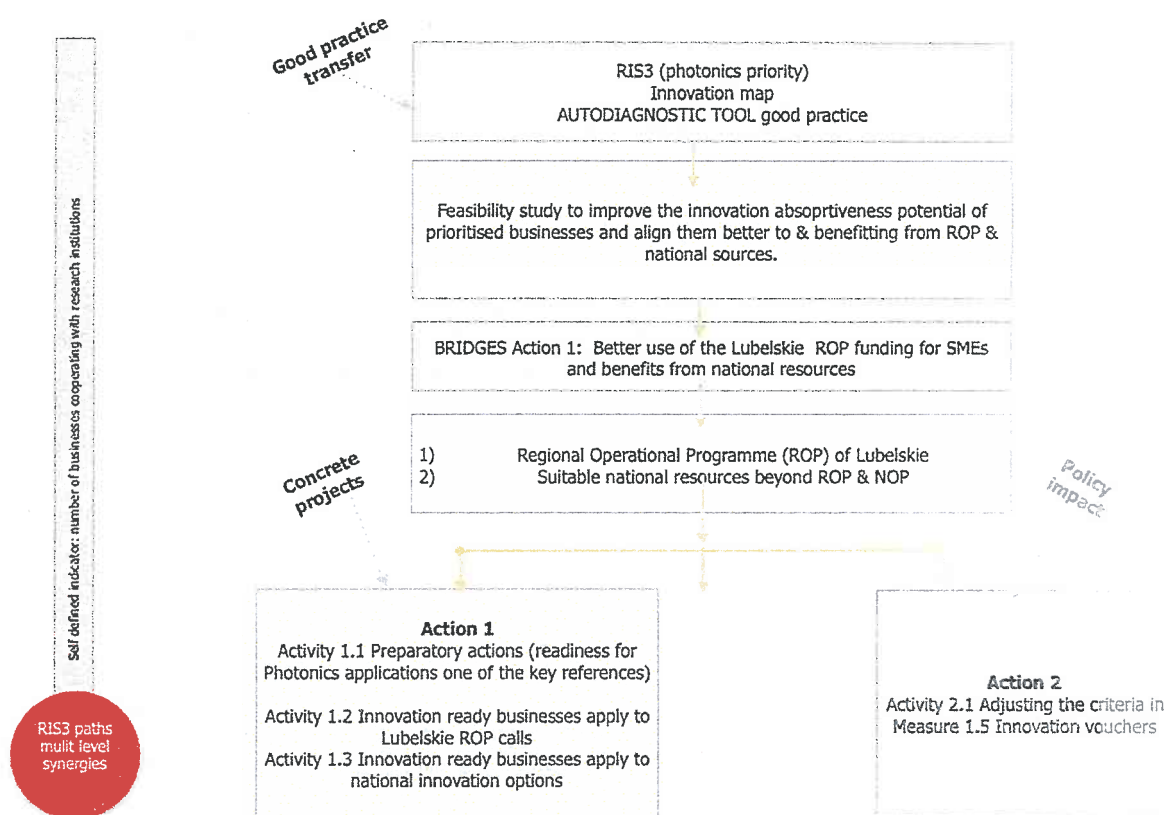 Good practice
transfer
RIS3 (photonics priority)
Innovation map
AUTODIAGNOSTIC TOOL good practice
Feasibility study to improve the innovation absoprtiveness potential of
prioritised businesses and align them better to & benefitting from ROP &
national sources.
BRIDGES Action 1: Better use of the Lubelskie ROP funding for SMEs
and benefits from national resources
1) Regional Operational Programme (ROP) of Lubelskie
2) Suitable national resources beyond ROP & NOP
Concrete
projects
Policy
impact
Self defined indicator: number of businesses cooperating with research institutions
RIS3 paths
mulit level
synergies
Action 1
Activity 1.1 Preparatory actions (readiness for
Photonics applications one of the key references)
Activity 1.2 Innovation ready businesses apply to
Lubelskie ROP calls
Activity 1.3 Innovation ready businesses apply to
national innovation options
Action 2
Activity 2.1 Adjusting the criteria in
Measure 1.5 Innovation vouchers